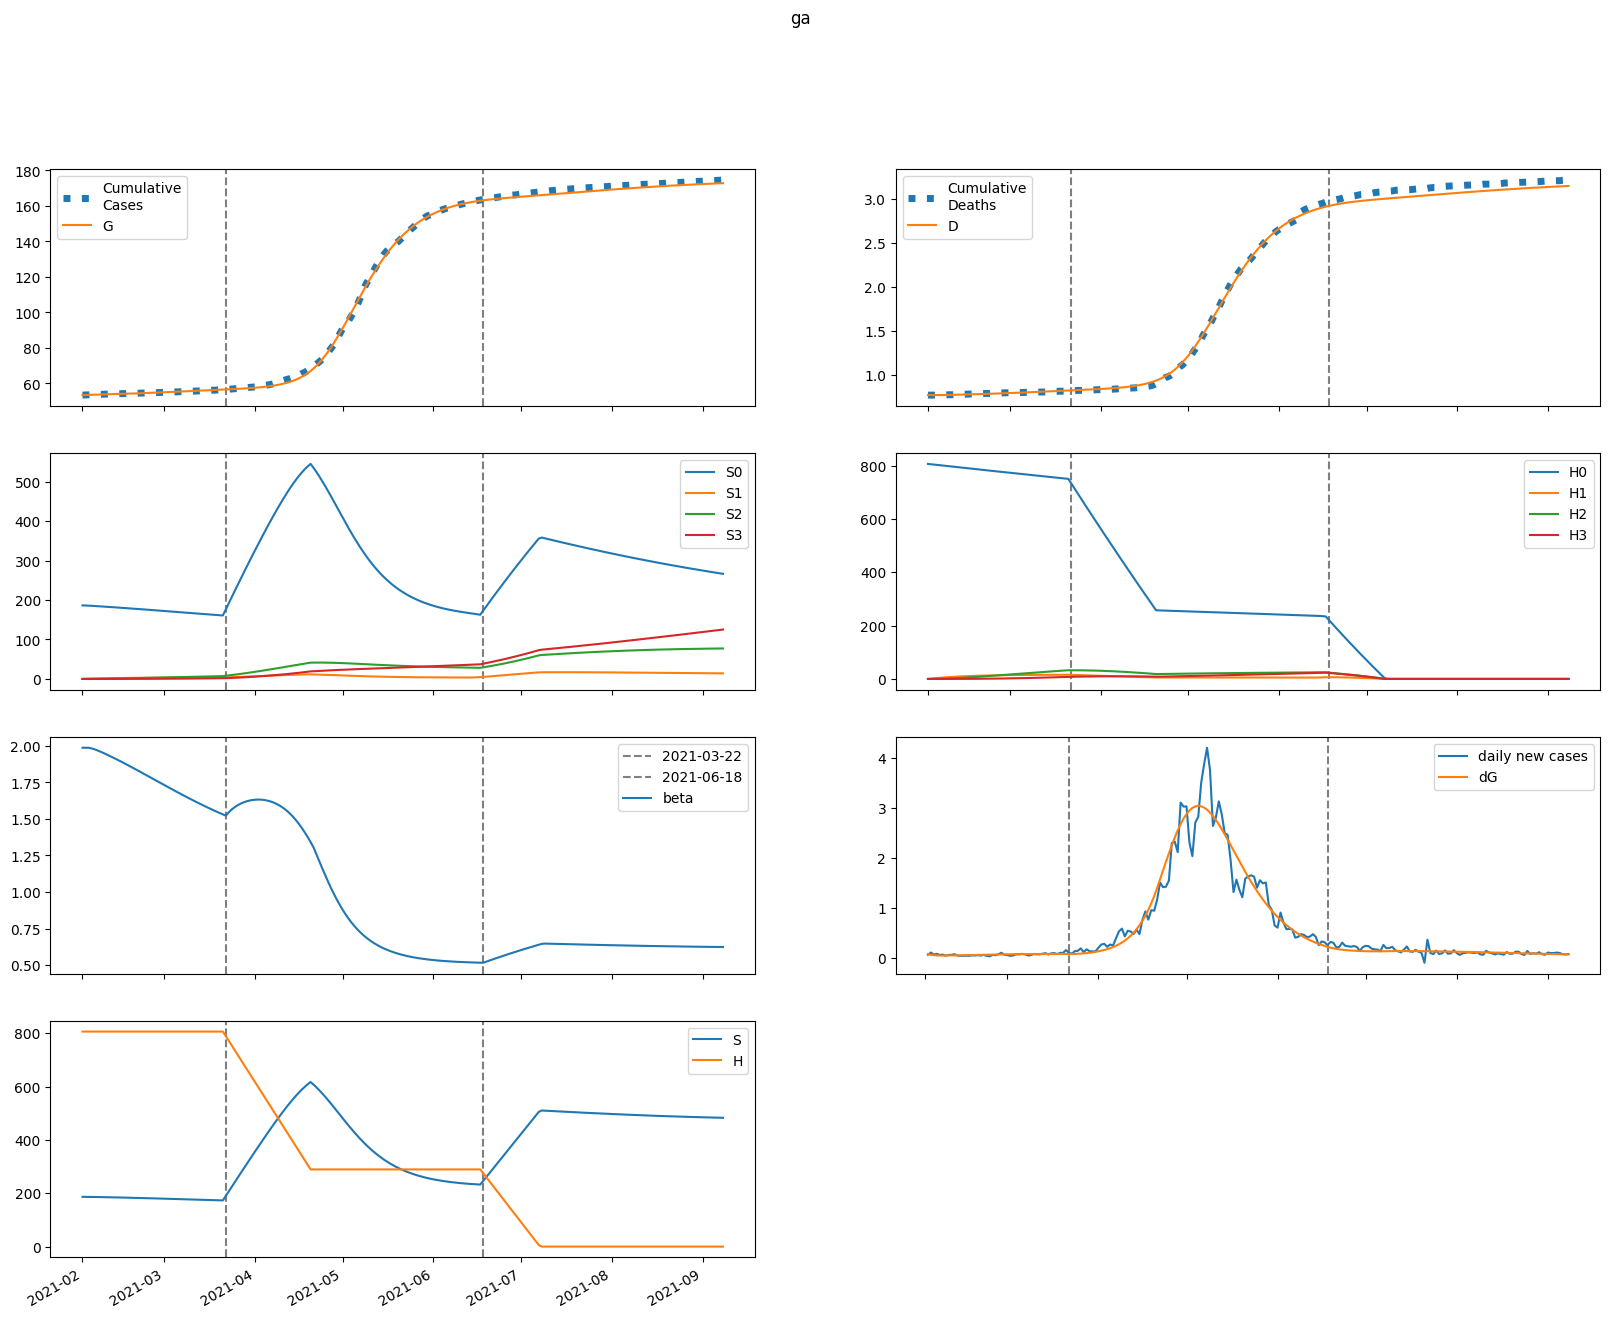 ga
180
160
140
120
100
80
60
Cumulative
Cases
G
3.0
2.5
2.0
1.5
1.0
Cumulative
Deaths
D
500
400
300
200
100
0
S0
S1
S2
S3
800
600
400
200
0
H0
H1
H2
H3
2.00
1.75
1.50
1.25
1.00
0.75
0.50
2021-03-22
2021-06-18
beta
4
3
2
1
0
daily new cases
dG
800
600
400
200
0
S
H
2021-02
2021-03
2021-04
2021-05
2021-06
2021-07
2021-08
2021-09